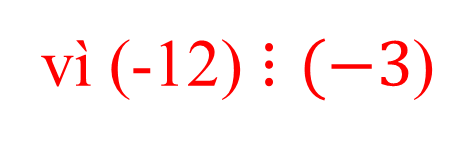 vì (-12) ⋮ (−3)